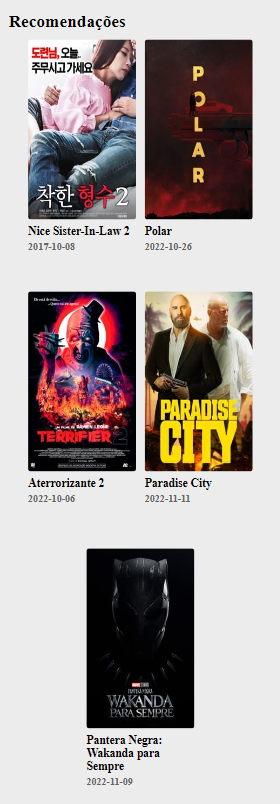 Recomendações
도련님, 오늘..
주무시고 가세요
착한 형수2
POLAR
Nice Sister-In-Law 2
2017-10-08
Polar
2022-10-26
TERRIFIER 2
PARADISE
CITY
Aterrorizante 2
2022-10-06
Paradise City
2022-11-11
MARVEL STUDIOS
PANTERA NEGRA
WAKANDA
PARA SEMPRE
Pantera Negra:
Wakanda para
Sempre
2022-11-09